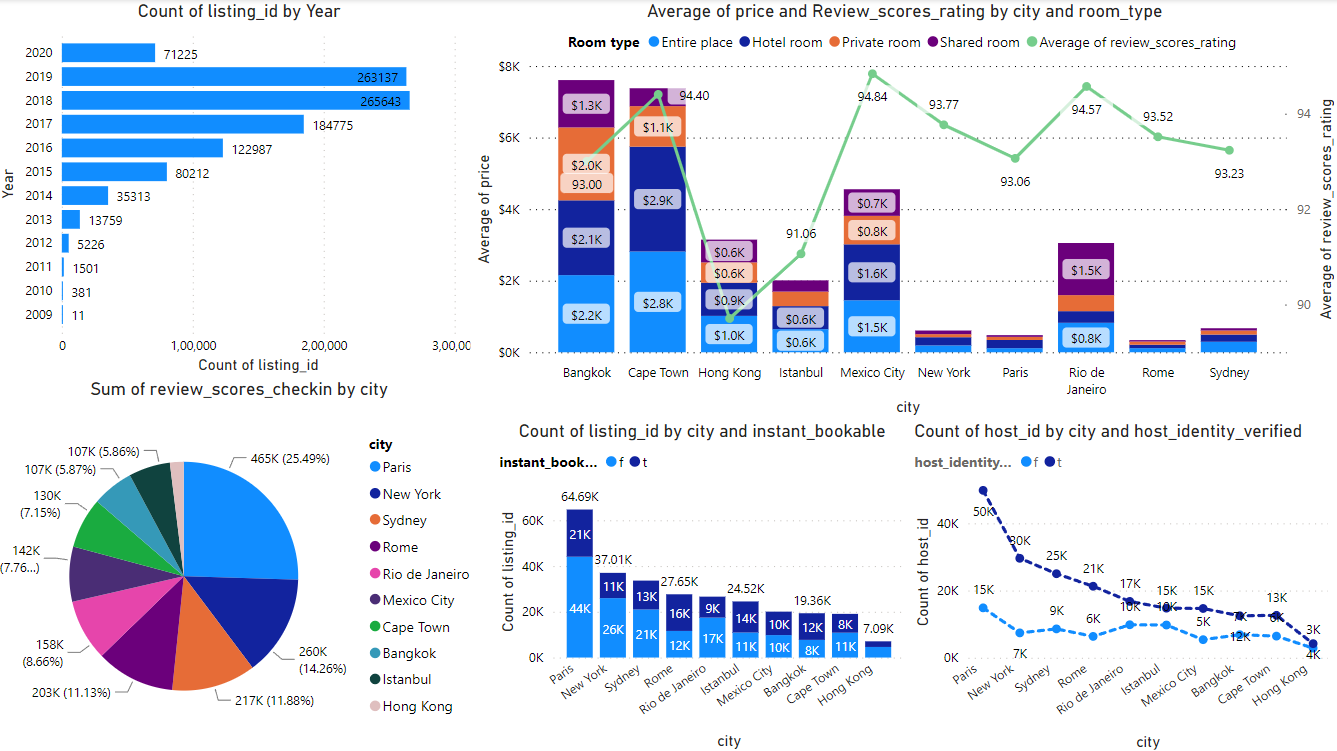 Count of listing_id by Year
Year
2020 71225
2019 263137
2018 265643
2017 184775
2016 122987
2015 80212
2014 35313
2013 13759
2012 5226
2011 1501
2010 381
2009 11
0 1,00,000 2,00,000 3,00,00
Count of listing_id
Average of price and Review_scores_rating by city and room_type
Room type Entire place Hotel room Private room Shared room Average of review_scores_rating
Average of price
$8K
$6K
$4K
$2K
$0K
$1.3K
$2.0K
93.00
$2.1K
$2.2K
94.40
$1.1K
$2.9K
$2.8K
$0.6K
$0.6K
$0.9K
$1.0K
91.06
$0.6K
$0.6K
94.84
$0.7K
$0.8K
$1.6K
$1.5K
93.77
93.06
94.57
$1.5K
$0.8K
93.52
93.23
94
92
90
Average of review_scores_rating
Bangkok Cape Town Hong Kong Istanbul Mexico City New York Paris Rio de Janeiro Rome Sydney
city
Sum of review_scores_checkin by city
465K (25.49%)
260K
(14.26%)
217K (11.88%)
203K (11.13%)
158K
(8.66%)
142K
(7.76...)
130K
(7.15%)
107K (5.87%)
107K (5.86%)
city
Paris
New York
Sydney
Rome
Rio de Janeiro
Mexico City
Cape Town
Bangkok
Istanbul
Hong Kong
Count of listing_id by city and instant_bookable
instant_book... f t
Count of listing_id
60K
40K
20K
0K
64.69K
21K
44K
37.01K
11K
26K
13K
21K
27.65K
16K
12K
9K
17K
24.52K
14K
11K
10K
10K
19.36K
12K
8K
8K
11K
7.09K
Paris New York Sydney Rome Rio de Janeiro Istanbul Mexico City Bangkok Cape Town Hong Kong
city
Count of host_id by city and host_identity_verified
host_identity... f t
Count of host_id
40K
20K
0K
50K
30K
25K
21K
17K
15K
15K
12K
13K
3K
15K
7K
9K
6K
10K
5K
7K
4K
Paris New York Sydney Rome Rio de Janeiro Istanbul Mexico City Bangkok Cape Town Hong Kong
city